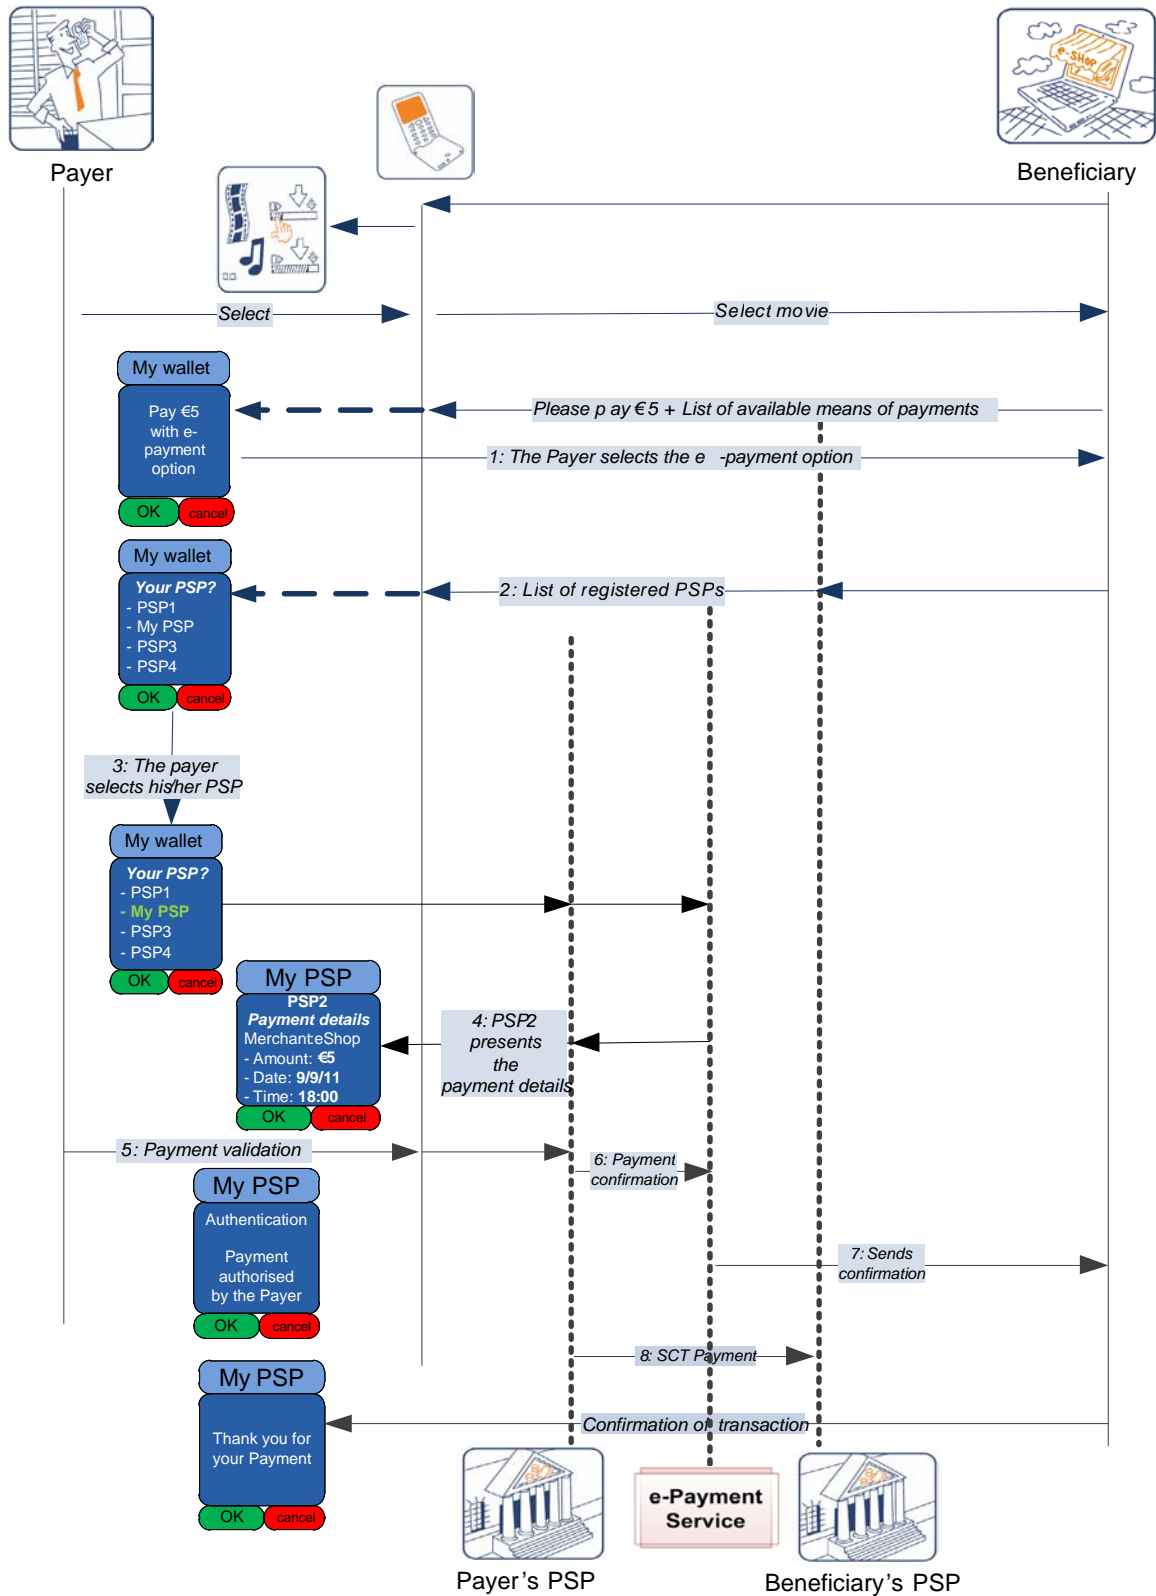 e-SHOP
Payer
Beneficiary
Select
Select movie
My wallet
Pay €5
with e-
payment
option
OK
cancel
Please p ay € 5 + List of available means of payments
1: The Payer selects the e -payment option
My wallet
Your PSP?
- PSP1
- My PSP
- PSP3
- PSP4
OK
cancel
2: List of registered PSPs
3: The payer
selects his/her PSP
My wallet
Your PSP?
- PSP1
- My PSP
- PSP3
- PSP4
OK
cancel
My PSP
PSP2
Payment details
Merchant:eShop
- Amount: €5
- Date: 9/9/11
- Time: 18:00
OK
cancel
4: PSP2
presents
the
payment details
5: Payment validation
6: Payment
confirmation
My PSP
Authentication
Payment
authorised
by the Payer
OK
cancel
7: Sends
confirmation
8: SCT Payment
My PSP
Thank you for
your Payment
OK
cancel
Confirmation of transaction
e-Payment
Service
Payer's PSP
Beneficiary's PSP